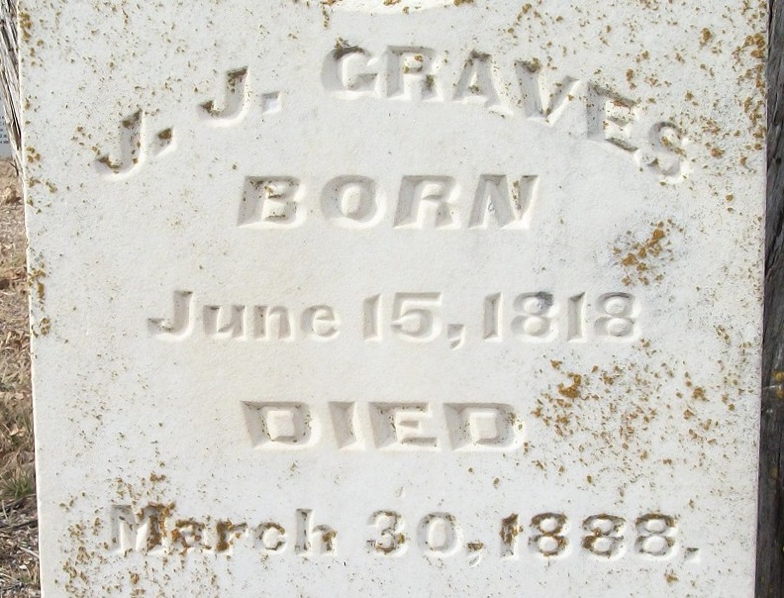 J. J. GRAVES
BORN
June 15, 1818
DIED
March 30, 1888.